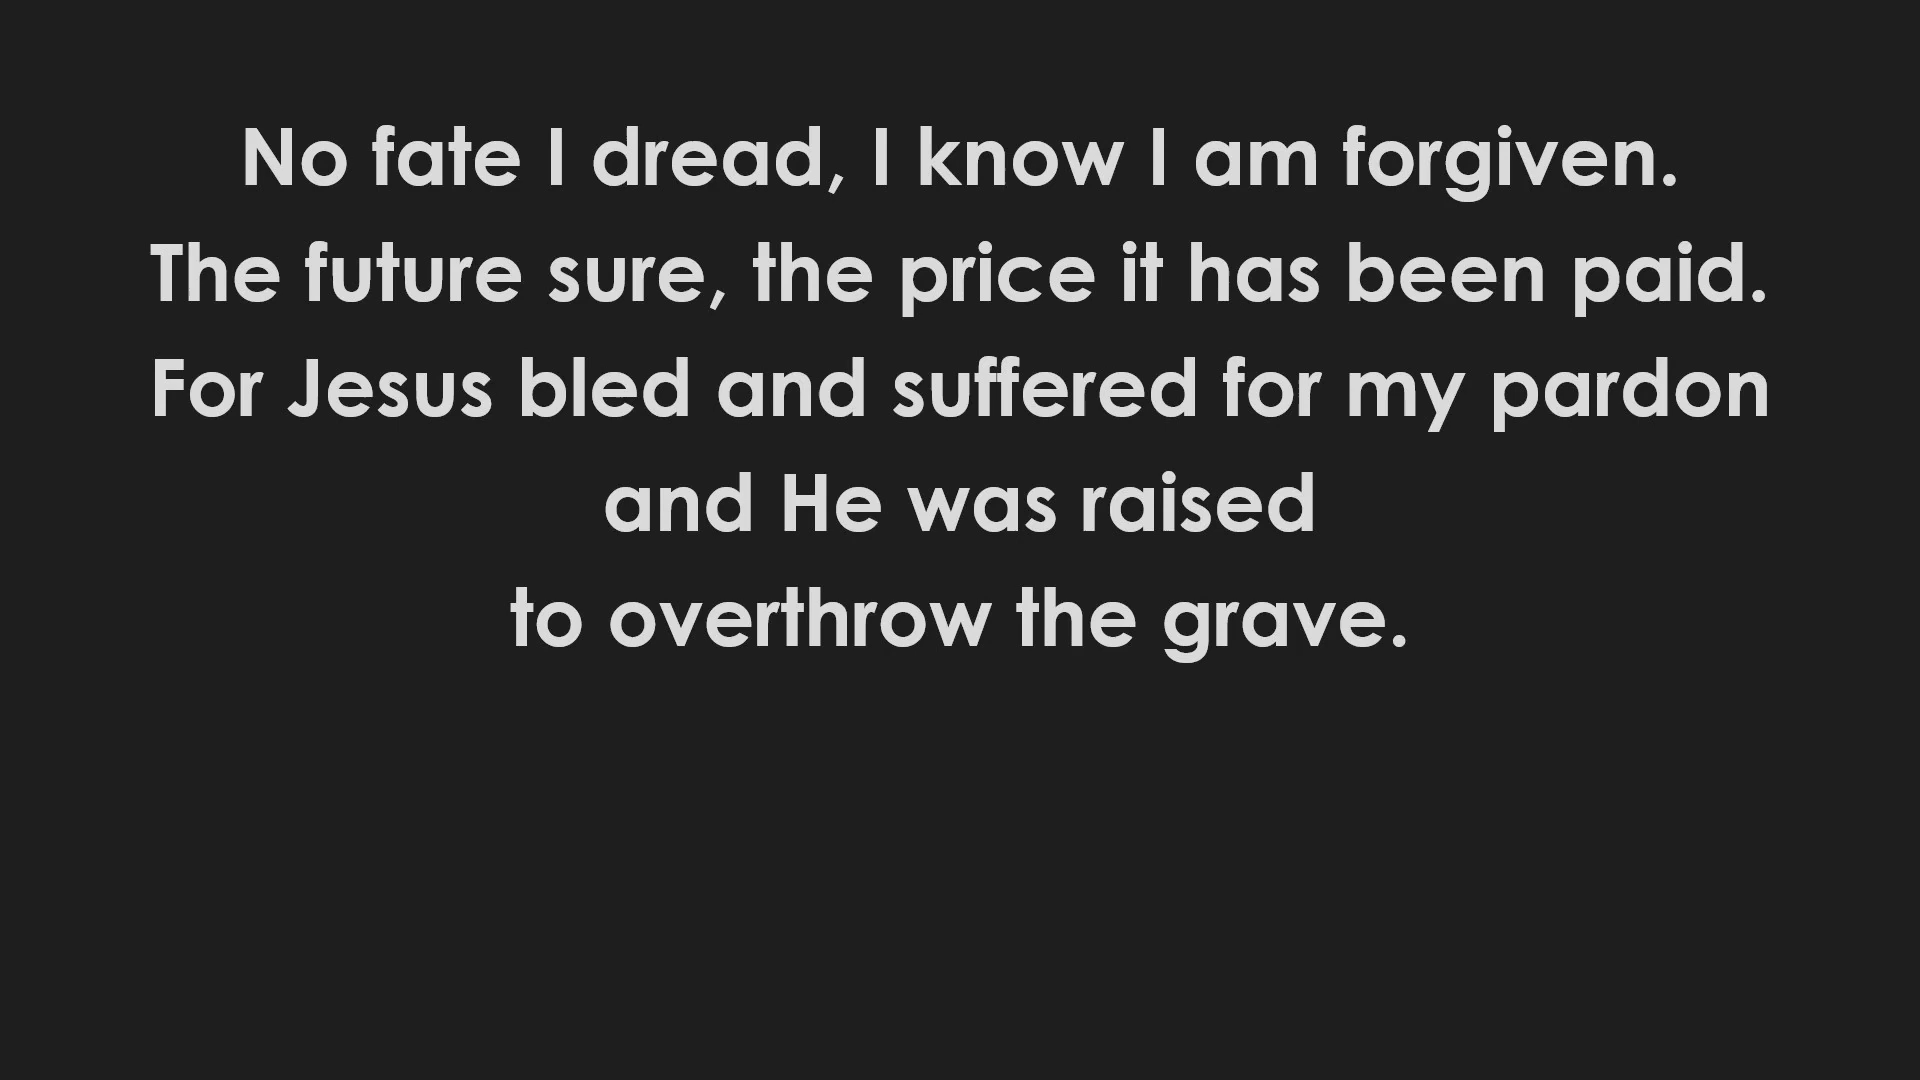 No fate I dread, I know I am forgiven.
The future sure, the price it has been paid.
For Jesus bled and suffered for my pardon
and He was raised
to overthrow the grave.